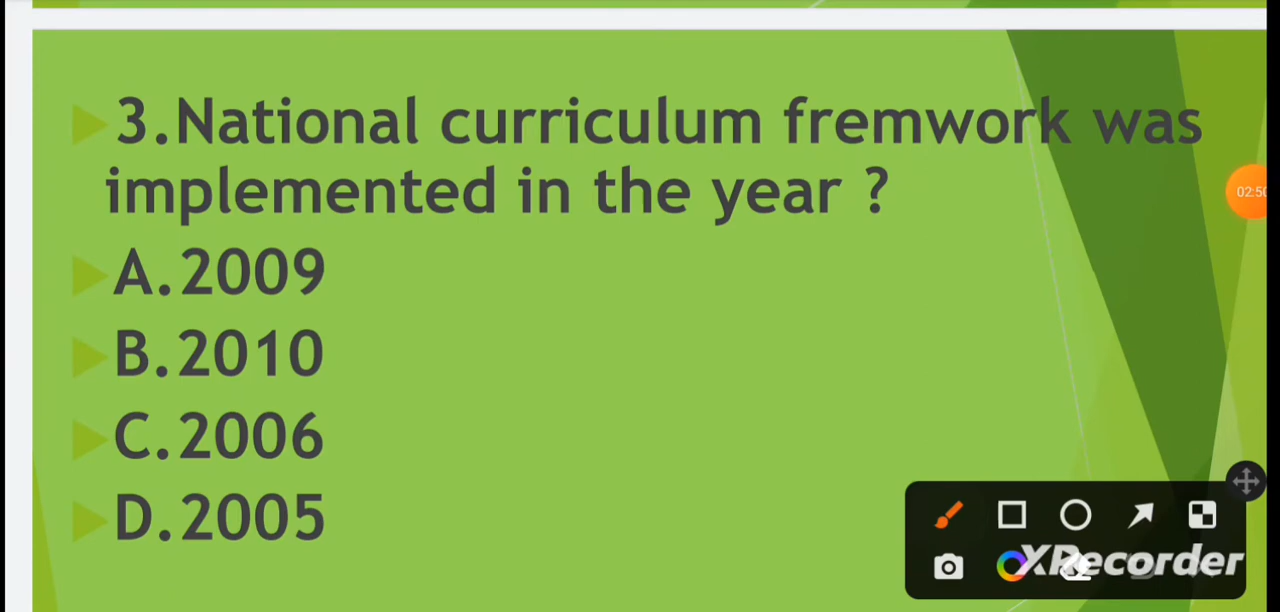 3.National curriculum fremwork was
implemented in the year ?
A.2009
B.2010
C.2006
D.2005
02:50
XRecorder